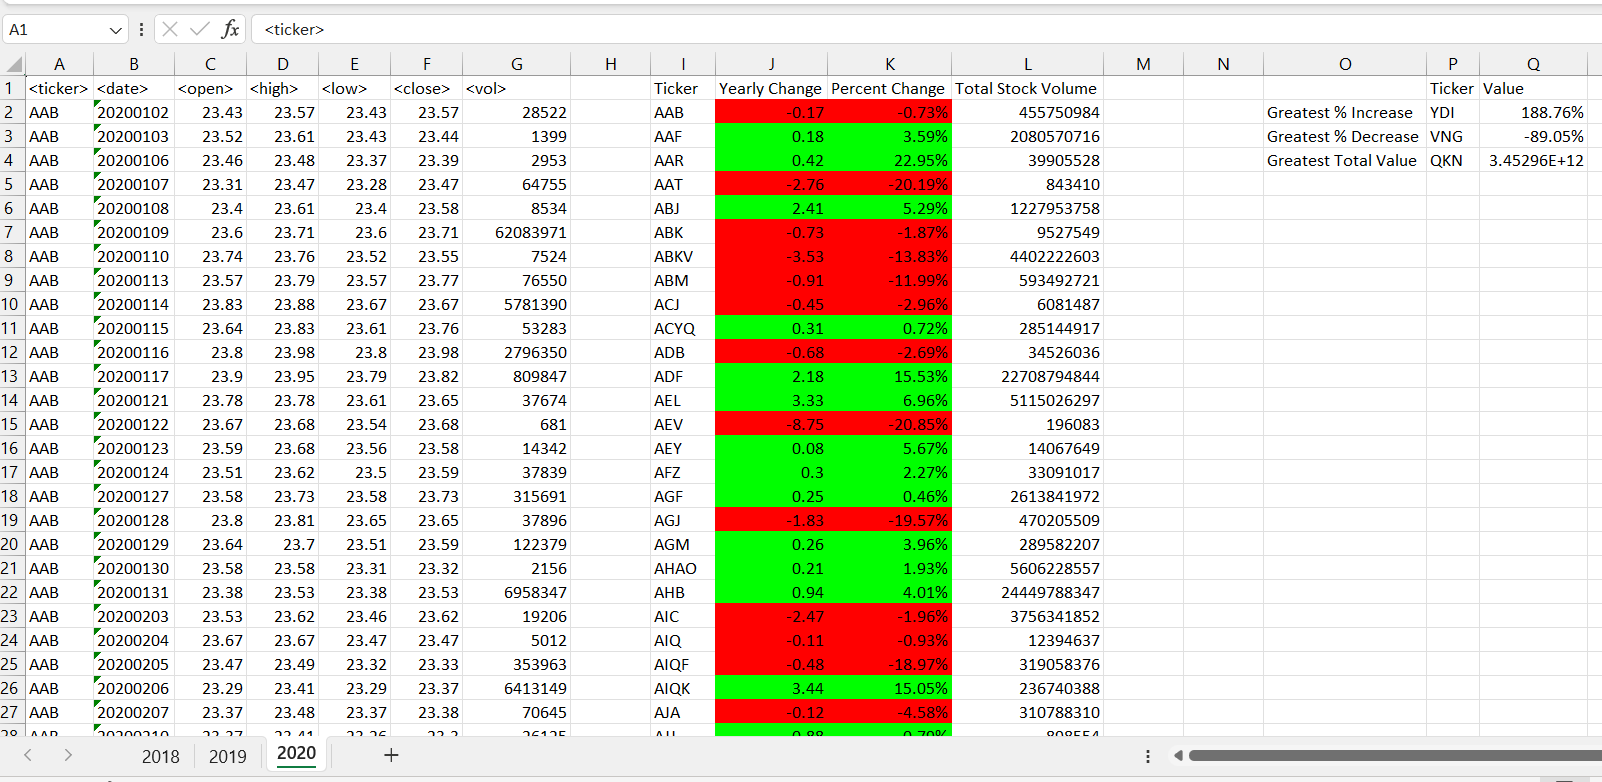 A1 fx <ticker>
A B C D E F G H I J K L M N O P Q
1 <ticker> <date> <open> <high> <low> <close> <vol> Ticker Yearly Change Percent Change Total Stock Volume Ticker Value
2 AAB 20200102 23.43 23.57 23.43 23.57 28522 AAB -0.17 -0.73% 455750984 Greatest % Increase YDI 188.76%
3 AAB 20200103 23.52 23.61 23.43 23.44 1399 AAF 0.18 3.59% 2080570716 Greatest % Decrease VNG -89.05%
4 AAB 20200106 23.46 23.48 23.37 23.39 2953 AAR 0.42 22.95% 39905528 Greatest Total Value QKN 3.45296E+12
5 AAB 20200107 23.31 23.47 23.28 23.47 64755 AAT -2.76 -20.19% 843410
6 AAB 20200108 23.4 23.61 23.4 23.58 8534 ABJ 2.41 5.29% 1227953758
7 AAB 20200109 23.6 23.71 23.6 23.71 62083971 ABK -0.73 -1.87% 9527549
8 AAB 20200110 23.74 23.76 23.52 23.55 7524 ABKV -3.53 -13.83% 4402222603
9 AAB 20200113 23.57 23.79 23.57 23.77 76550 ABM -0.91 -11.99% 593492721
10 AAB 20200114 23.83 23.88 23.67 23.67 5781390 ACJ -0.45 -2.96% 6081487
11 AAB 20200115 23.64 23.83 23.61 23.76 53283 ACYQ 0.31 0.72% 285144917
12 AAB 20200116 23.8 23.98 23.8 23.98 2796350 ADB -0.68 -2.69% 34526036
13 AAB 20200117 23.9 23.95 23.79 23.82 809847 ADF 2.18 15.53% 22708794844
14 AAB 20200121 23.78 23.78 23.61 23.65 37674 AEL 3.33 6.96% 5115026297
15 AAB 20200122 23.67 23.68 23.54 23.68 681 AEV -8.75 -20.85% 196083
16 AAB 20200123 23.59 23.68 23.56 23.58 14342 AEY 0.08 5.67% 14067649
17 AAB 20200124 23.51 23.62 23.5 23.59 37839 AFZ 0.3 2.27% 33091017
18 AAB 20200127 23.58 23.73 23.58 23.73 315691 AGF 0.25 0.46% 2613841972
19 AAB 20200128 23.8 23.81 23.65 23.65 37896 AGJ -1.83 -19.57% 470205509
20 AAB 20200129 23.64 23.7 23.51 23.59 122379 AGM 0.26 3.96% 289582207
21 AAB 20200130 23.58 23.58 23.31 23.32 2156 AHAO 0.21 1.93% 5606228557
22 AAB 20200131 23.38 23.53 23.38 23.53 6958347 AHB 0.94 4.01% 24449788347
23 AAB 20200203 23.53 23.62 23.46 23.62 19206 AIC -2.47 -1.96% 3756341852
24 AAB 20200204 23.67 23.67 23.47 23.47 5012 AIQ -0.11 -0.93% 12394637
25 AAB 20200205 23.47 23.49 23.32 23.33 353963 AIQF -0.48 -18.97% 319058376
26 AAB 20200206 23.29 23.41 23.29 23.37 6413149 AIQK 3.44 15.05% 236740388
27 AAB 20200207 23.37 23.48 23.37 23.38 70645 AJA -0.12 -4.58% 310788310
2018 2019 2020